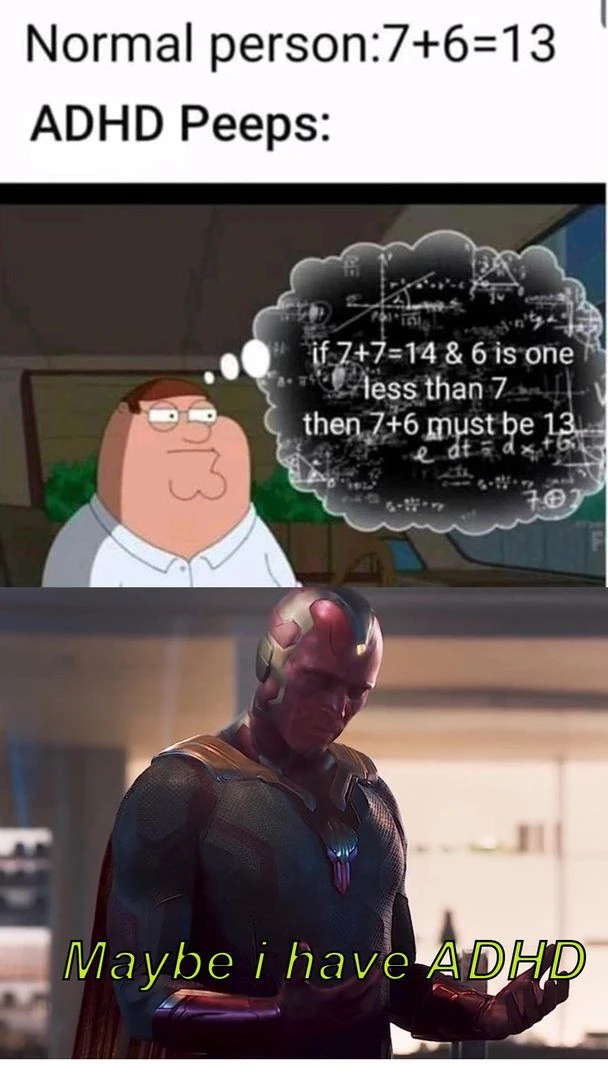 Normal person:7+6=13
ADHD Peeps:
if 7+7=14 & 6 is one
less than 7
then 7+6 must be 13
Maybe i have ADHD